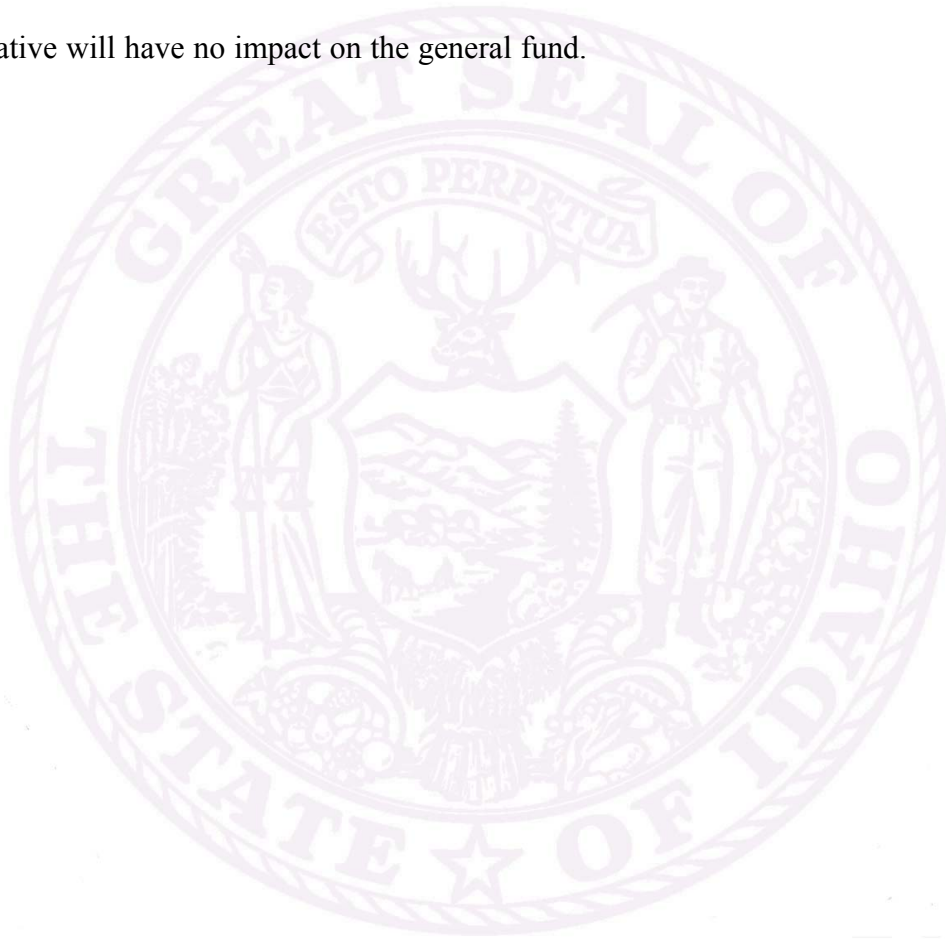 ative will have no impact on the general fund.
GREAT SEAL OF
ESTO PERPETUA
THE STATE OF IDAHO